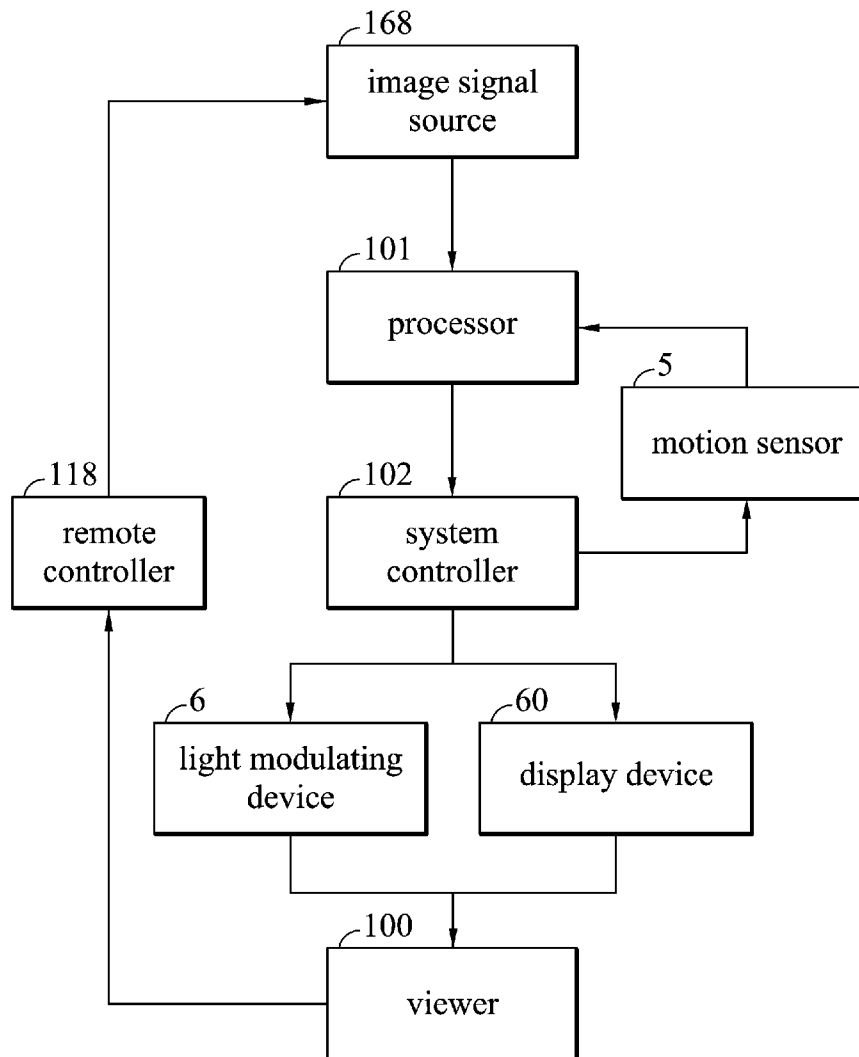 168
image signal
source
101
processor
5
motion sensor
118
remote
controller
102
system
controller
6
light modulating
device
60
display device
100
viewer